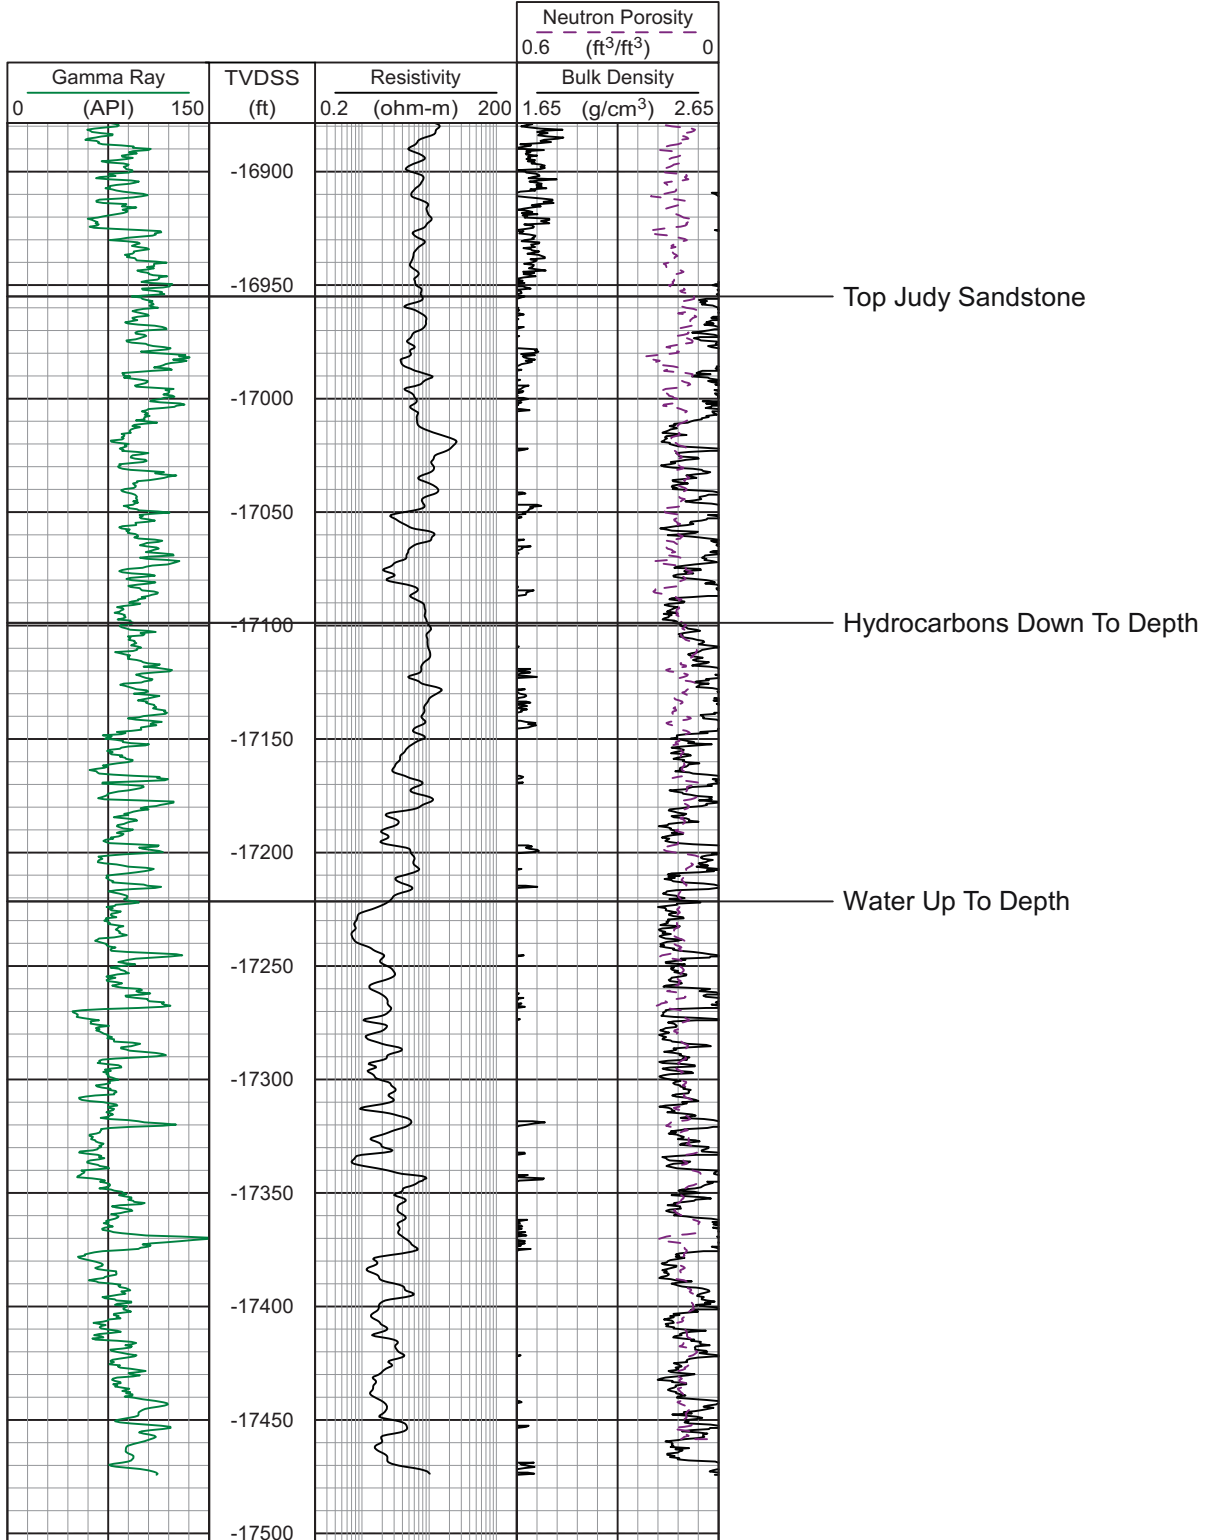 Neutron Porosity
0.6 (ft³/ft³) 0
Gamma Ray TVDSS Resistivity Bulk Density
0 (API) 150 (ft) 0.2 (ohm-m) 200 1.65 (g/cm³) 2.65
-16900
-16950
Top Judy Sandstone
-17000
-17050
Hydrocarbons Down To Depth
-17100
-17150
-17200
Water Up To Depth
-17250
-17300
-17350
-17400
-17450
-17500